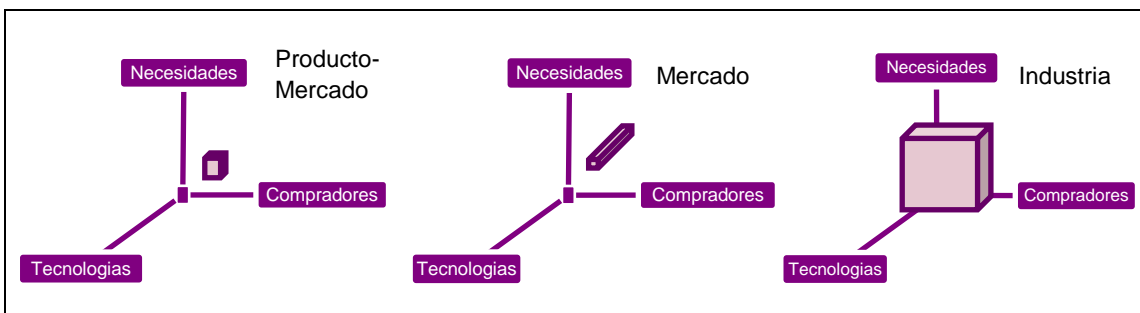 Producto-
Mercado
Necesidades
Compradores
Tecnologias
Mercado
Necesidades
Compradores
Tecnologias
Industria
Necesidades
Compradores
Tecnologias